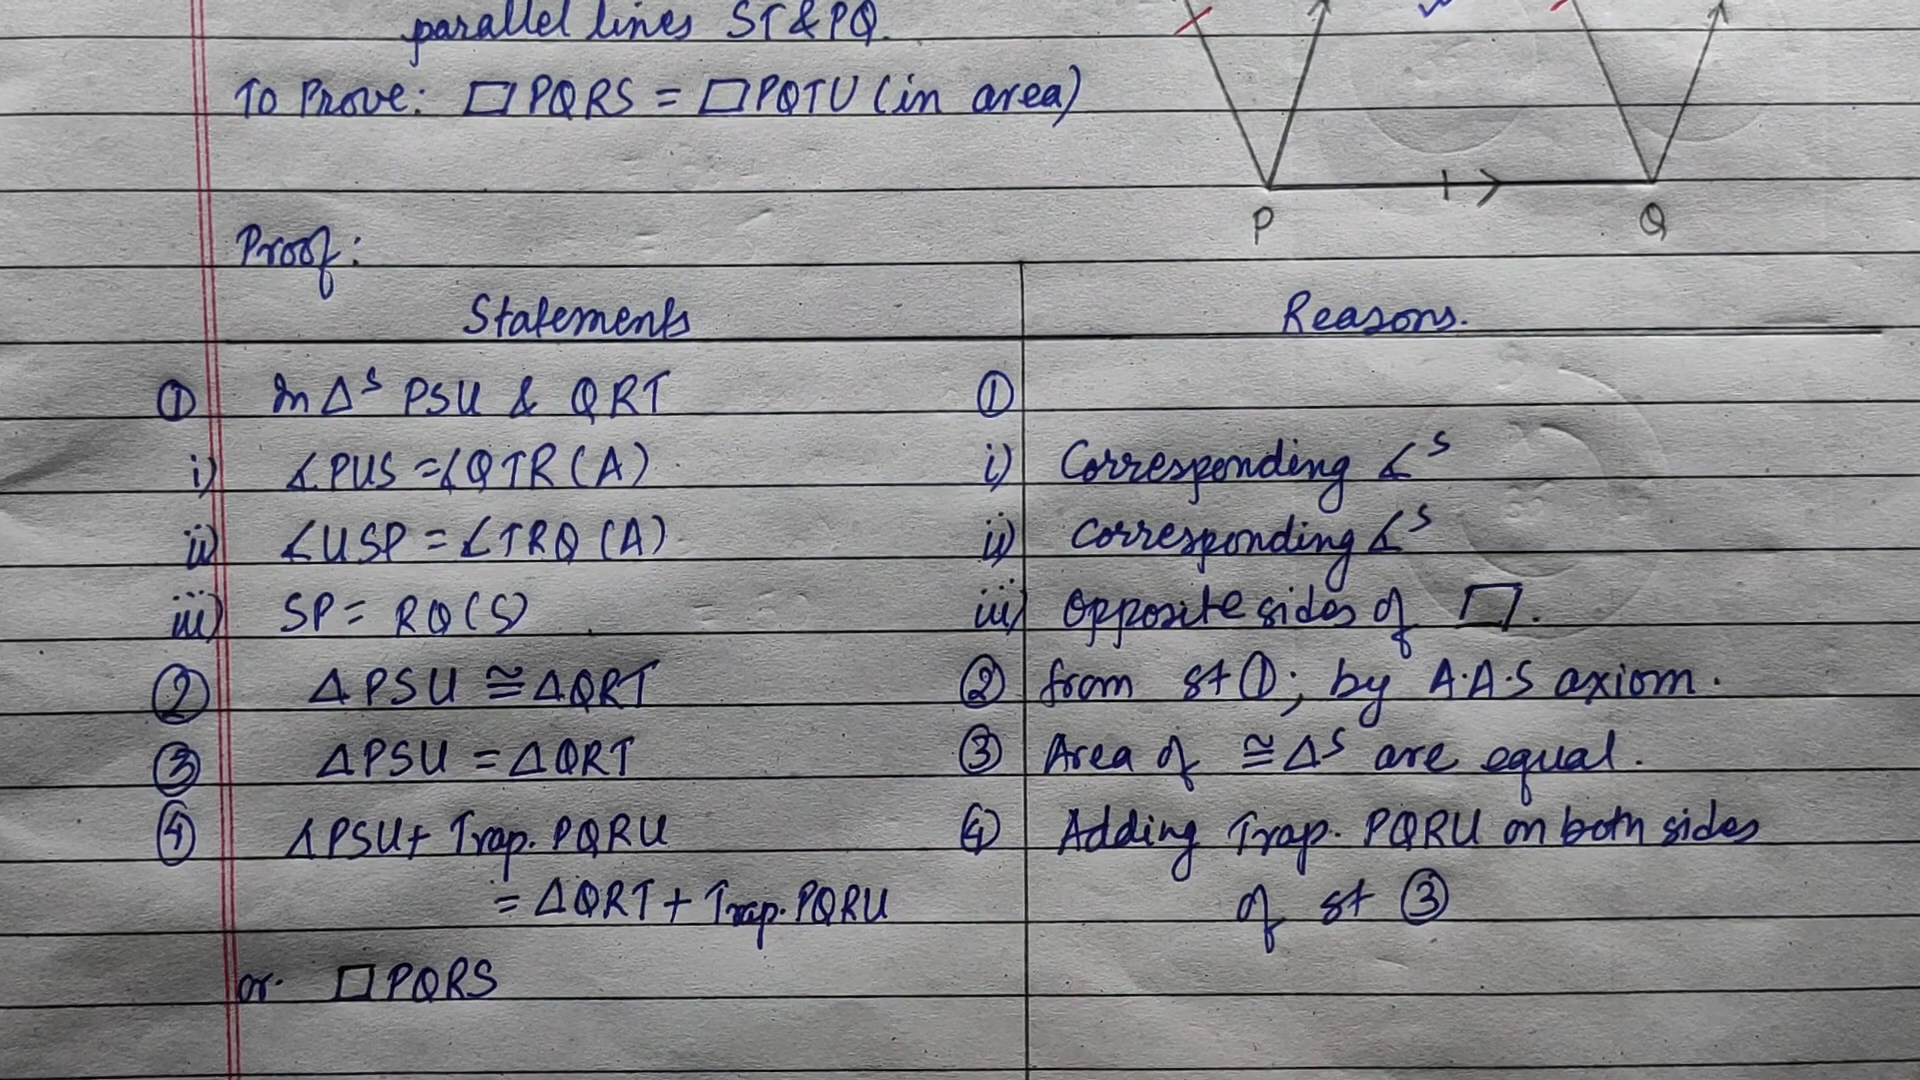 parallel lines ST & PQ.
To Prove: ▱PQRS = ▱PQTU (in area)
P
Q
Proof:
Statements
Reasons.
① In Δˢ PSU & QRT
①
i) ∠PUS = ∠QTR (A)
i) Corresponding ∠ˢ
ii) ∠USP = ∠TRQ (A)
ii) Corresponding ∠ˢ
iii) SP = RQ (S)
iii) Opposite sides of ▱.
② ΔPSU ≅ ΔQRT
② from st ①; by A.A.S axiom.
③ ΔPSU = ΔQRT
③ Area of ≅ Δˢ are equal.
④ ΔPSU + Trap. PQRU
④ Adding Trap. PQRU on both sides
= ΔQRT + Trap. PQRU
of st ③
or. ▱PQRS